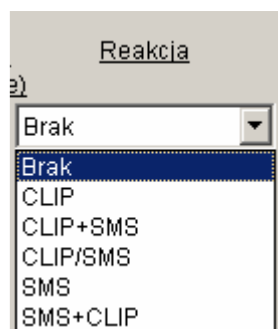 Reakcja
e)
Brak
Brak
CLIP
CLIP+SMS
CLIP/SMS
SMS
SMS+CLIP